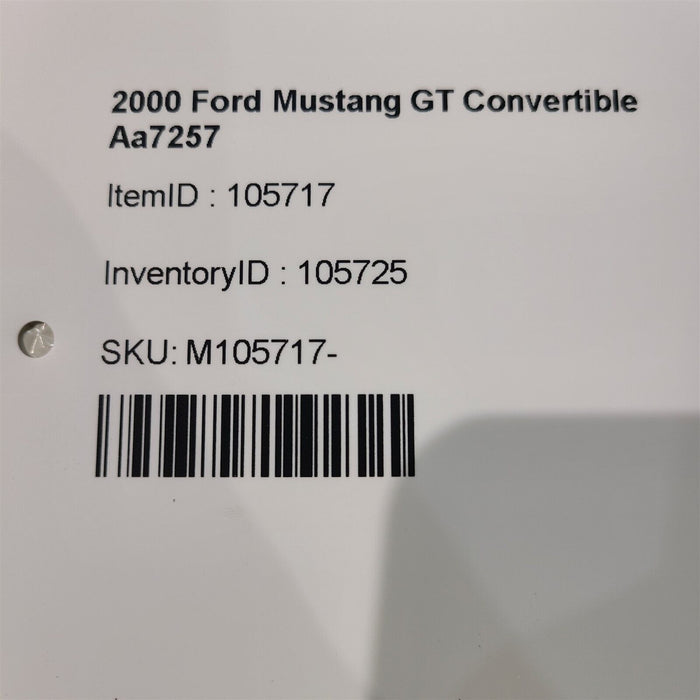 2000 Ford Mustang GT Convertible
Aa7257
ItemID : 105717
InventoryID : 105725
SKU: M105717-